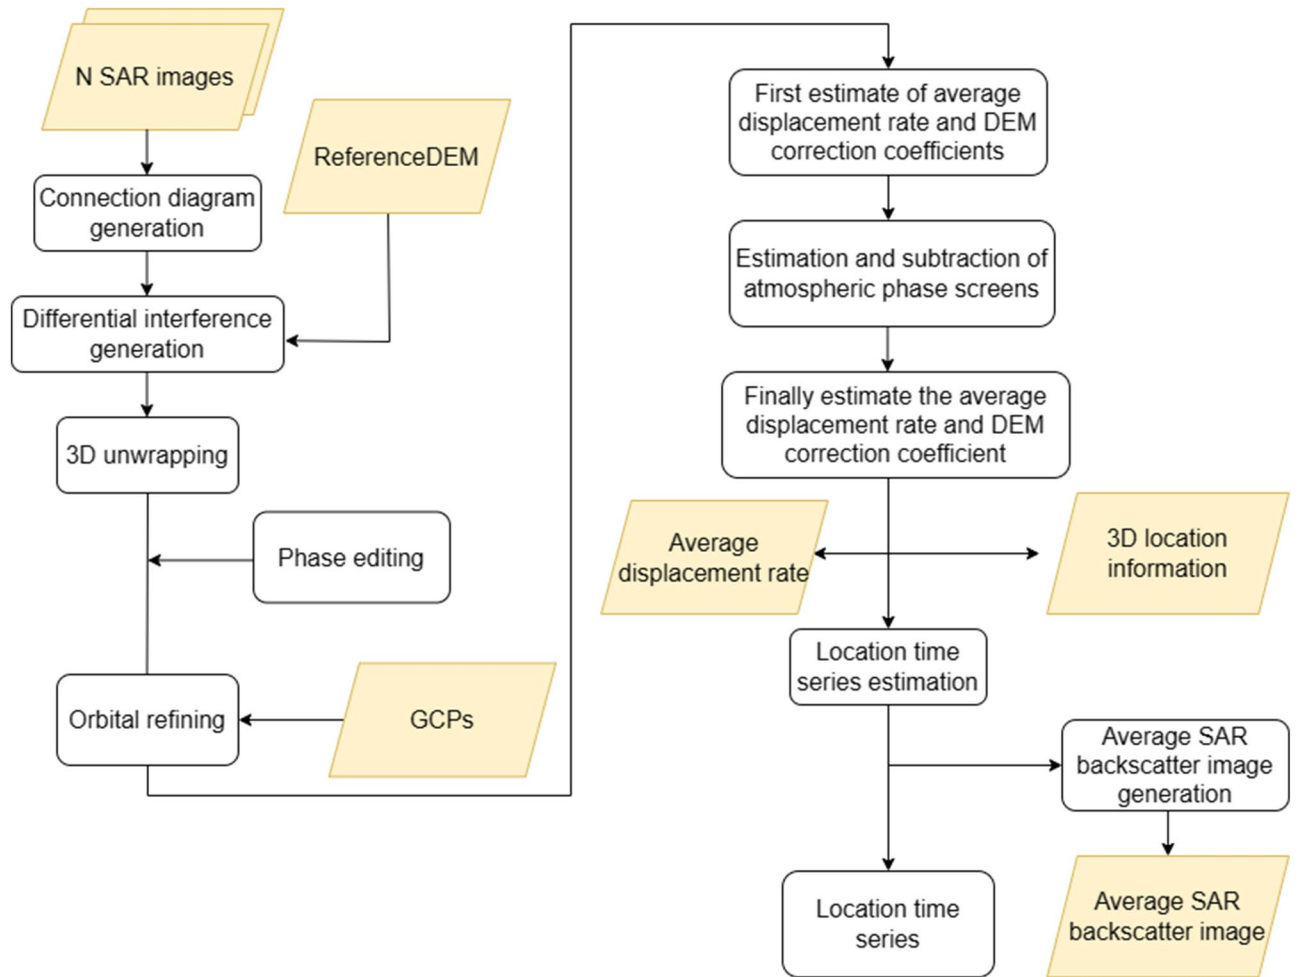 N SAR images
ReferenceDEM
Connection diagram
generation
Differential interference
generation
3D unwrapping
Phase editing
Orbital refining
GCPs
First estimate of average
displacement rate and DEM
correction coefficients
Estimation and subtraction of
atmospheric phase screens
Finally estimate the average
displacement rate and DEM
correction coefficient
Average
displacement rate
3D location
information
Location time
series estimation
Average SAR
backscatter image
generation
Location time
series
Average SAR
backscatter image